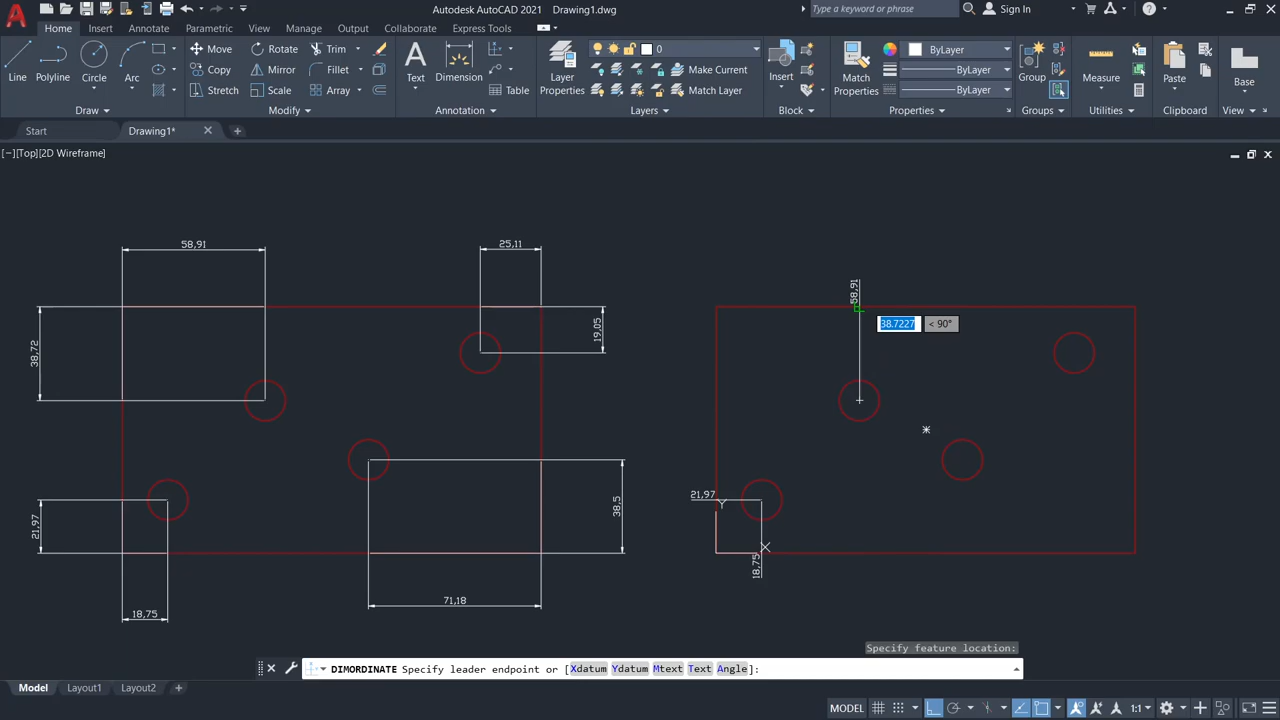 Autodesk AutoCAD 2021 Drawing1.dwg
Type a keyword or phrase
Sign In
Home Insert Annotate Parametric View Manage Output Collaborate Express Tools
Line
Polyline
Circle
Arc
Move
Rotate
Trim
Copy
Mirror
Fillet
Stretch
Scale
Array
Text
Dimension
Table
Layer Properties
0
Make Current
Match Layer
Insert
Match Properties
ByLayer
ByLayer
ByLayer
Group
Measure
Paste
Base
Draw
Modify
Annotation
Layers
Block
Properties
Groups
Utilities
Clipboard
View
Start
Drawing1*
[−][Top][2D Wireframe]
58,91
25,11
38,72
19,05
21,97
38,5
18,75
71,18
58,91
38.7227 < 90°
21,97
Y
X
18,75
Specify feature location:
DIMORDINATE Specify leader endpoint or [Xdatum Ydatum Mtext Text Angle]:
Model Layout1 Layout2
MODEL
1:1